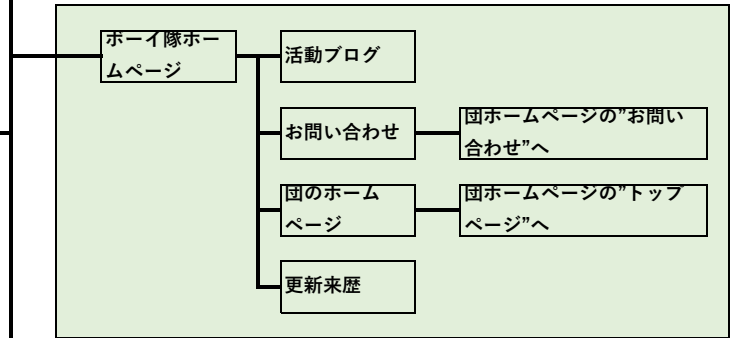 ボーイ隊ホー
ムページ
活動ブログ
お問い合わせ
団ホームページの”お問い
合わせ”へ
団のホーム
ページ
団ホームページの”トップ
ページ”へ
更新来歴